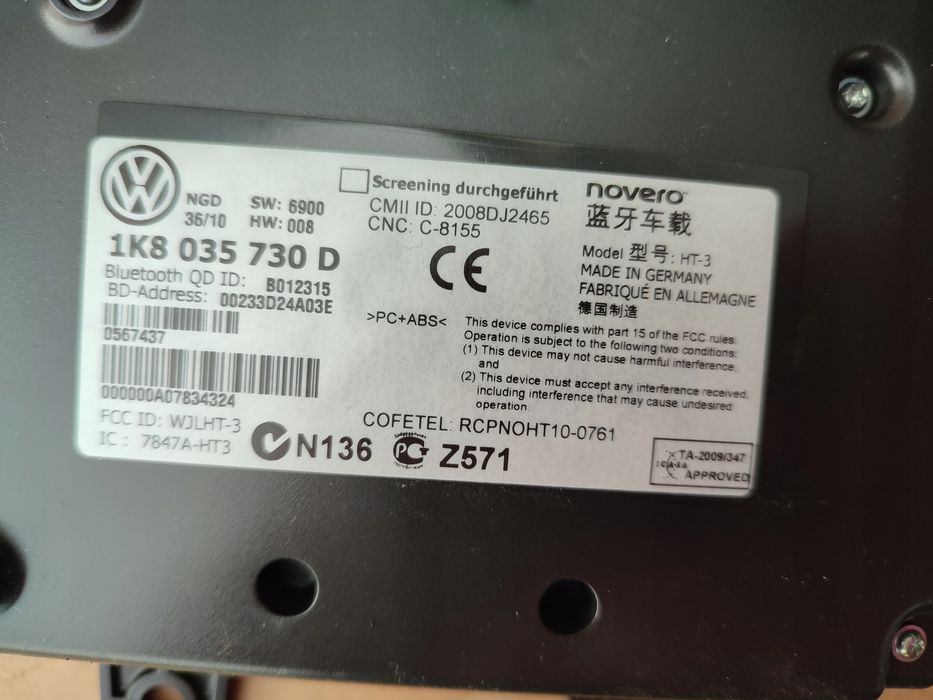 NGD SW: 6900
36/10 HW: 008
1K8 035 730 D
Bluetooth QD ID: B012315
BD-Address: 00233D24A03E
0567437
000000A07834324
FCC ID: WJLHT-3
IC : 7847A-HT3
Screening durchgeführt
CMII ID: 2008DJ2465
CNC: C-8155
CE
>PC+ABS<
novero
蓝牙车载
Model 型号: HT-3
MADE IN GERMANY
FABRIQUÉ EN ALLEMAGNE
德国制造
This device complies with part 15 of the FCC rules.
Operation is subject to the following two conditions:
(1) This device may not cause harmful interference,
and
(2) This device must accept any interference received,
including interference that may cause undesired
operation.
COFETEL: RCPNOHT10-0761
N136
Z571
TA-2009/347
ICASA
APPROVED